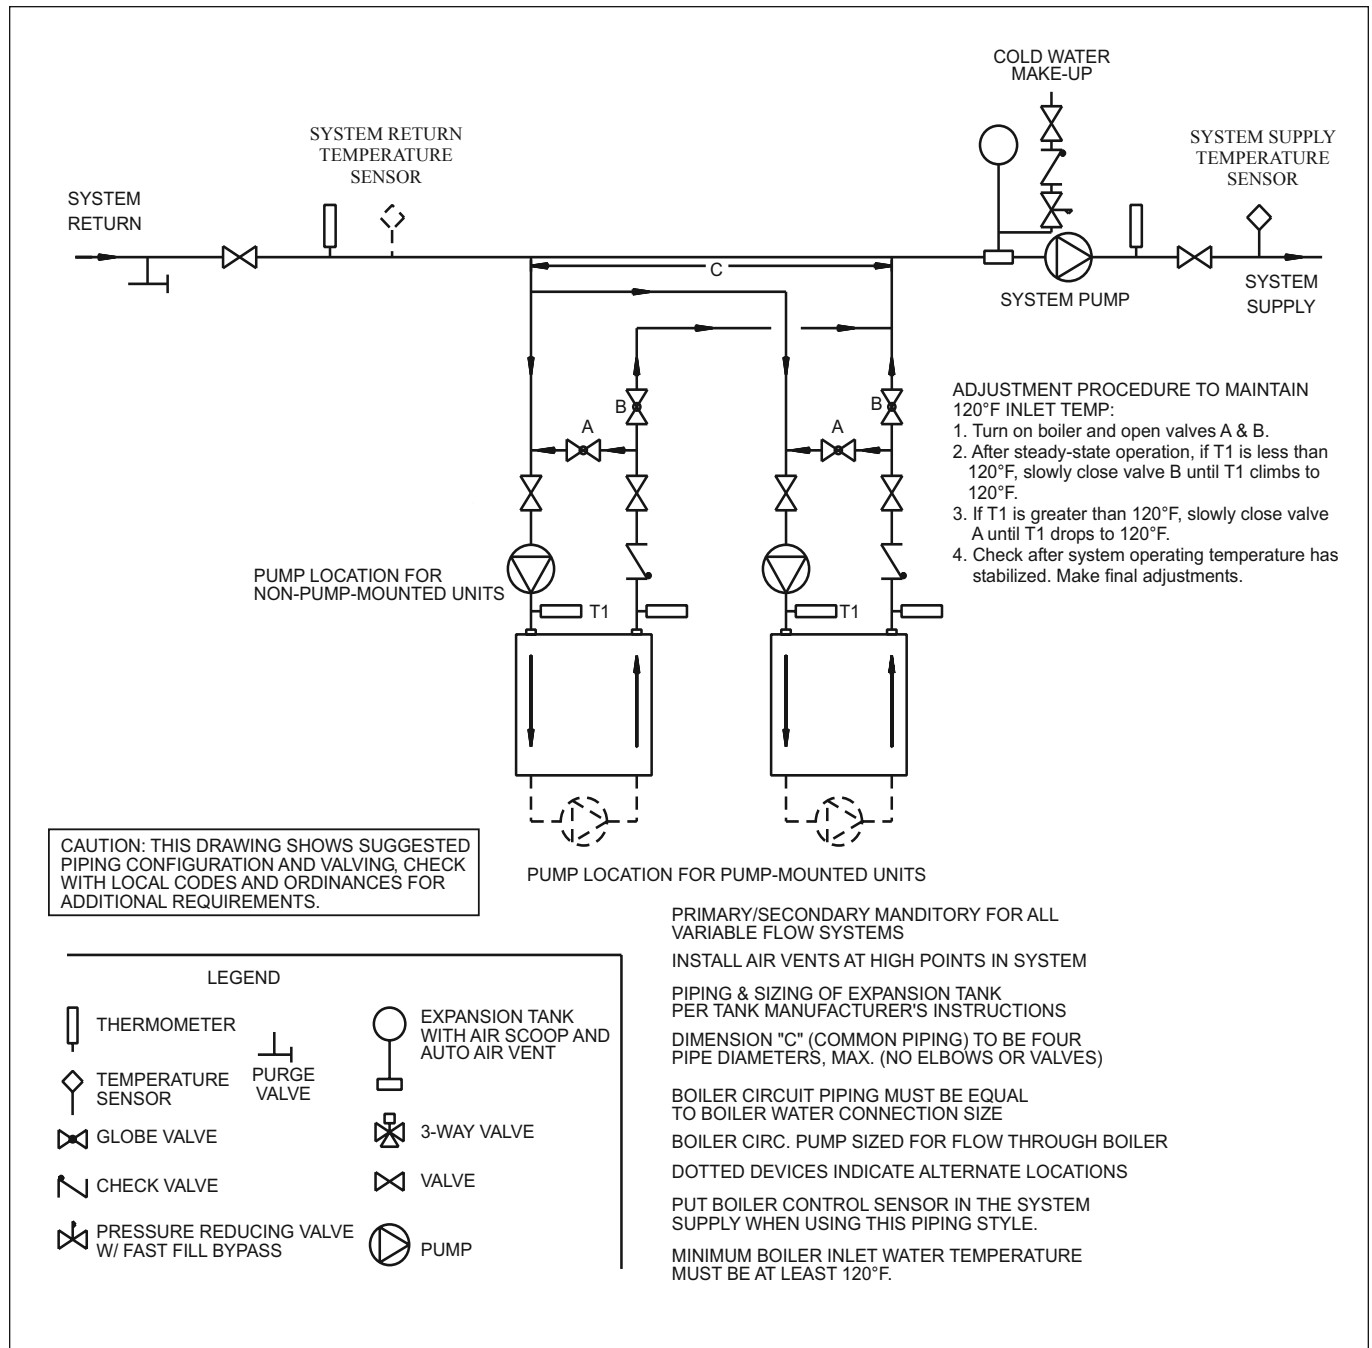 COLD WATER
MAKE-UP
SYSTEM RETURN
TEMPERATURE
SENSOR
SYSTEM SUPPLY
TEMPERATURE
SENSOR
SYSTEM
RETURN
C
SYSTEM PUMP
SYSTEM
SUPPLY
B
A
B
A
ADJUSTMENT PROCEDURE TO MAINTAIN
120°F INLET TEMP:
1. Turn on boiler and open valves A & B.
2. After steady-state operation, if T1 is less than
120°F, slowly close valve B until T1 climbs to
120°F.
3. If T1 is greater than 120°F, slowly close valve
A until T1 drops to 120°F.
4. Check after system operating temperature has
stabilized. Make final adjustments.
PUMP LOCATION FOR
NON-PUMP-MOUNTED UNITS
T1
T1
CAUTION: THIS DRAWING SHOWS SUGGESTED
PIPING CONFIGURATION AND VALVING, CHECK
WITH LOCAL CODES AND ORDINANCES FOR
ADDITIONAL REQUIREMENTS.
PUMP LOCATION FOR PUMP-MOUNTED UNITS
LEGEND
THERMOMETER
PURGE
VALVE
TEMPERATURE
SENSOR
GLOBE VALVE
CHECK VALVE
PRESSURE REDUCING VALVE
W/ FAST FILL BYPASS
EXPANSION TANK
WITH AIR SCOOP AND
AUTO AIR VENT
3-WAY VALVE
VALVE
PUMP
PRIMARY/SECONDARY MANDITORY FOR ALL
VARIABLE FLOW SYSTEMS
INSTALL AIR VENTS AT HIGH POINTS IN SYSTEM
PIPING & SIZING OF EXPANSION TANK
PER TANK MANUFACTURER'S INSTRUCTIONS
DIMENSION "C" (COMMON PIPING) TO BE FOUR
PIPE DIAMETERS, MAX. (NO ELBOWS OR VALVES)
BOILER CIRCUIT PIPING MUST BE EQUAL
TO BOILER WATER CONNECTION SIZE
BOILER CIRC. PUMP SIZED FOR FLOW THROUGH BOILER
DOTTED DEVICES INDICATE ALTERNATE LOCATIONS
PUT BOILER CONTROL SENSOR IN THE SYSTEM
SUPPLY WHEN USING THIS PIPING STYLE.
MINIMUM BOILER INLET WATER TEMPERATURE
MUST BE AT LEAST 120°F.